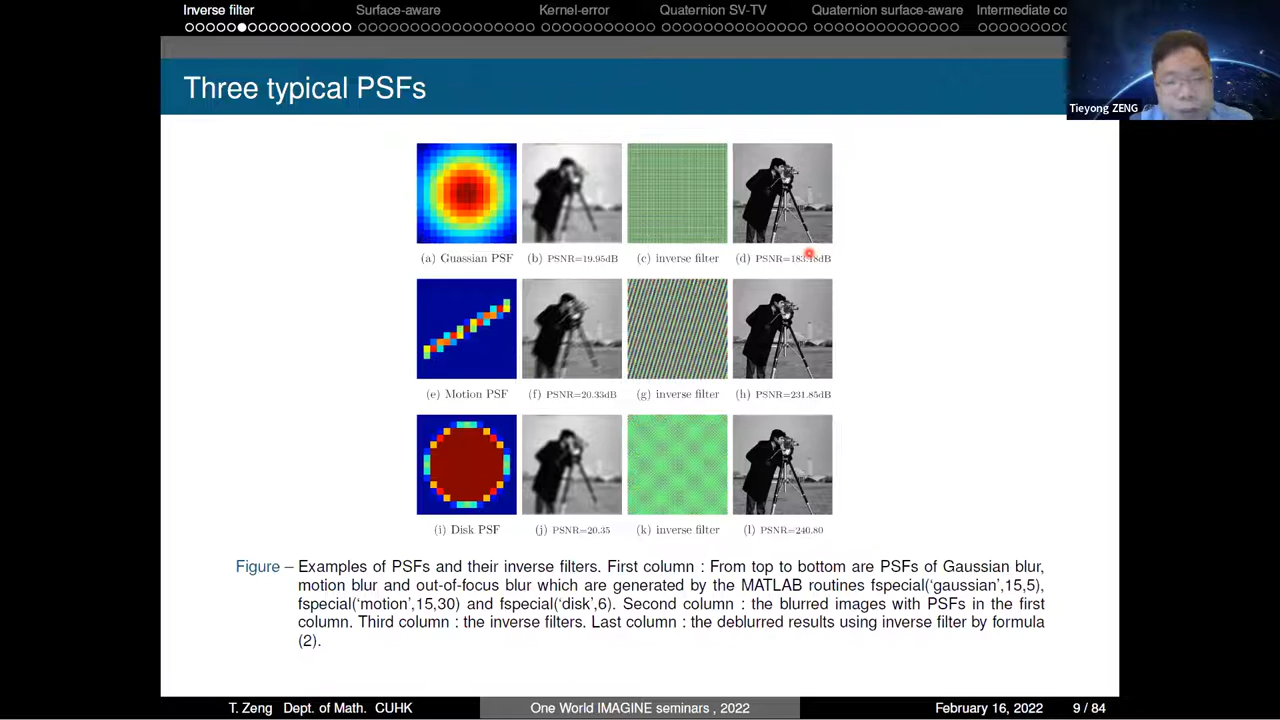 Inverse filter Surface-aware Kernel-error Quaternion SV-TV Quaternion surface-aware Intermediate co
Three typical PSFs
Tieyong ZENG
(a) Guassian PSF (b) PSNR=19.95dB (c) inverse filter (d) PSNR=183.18dB
(e) Motion PSF (f) PSNR=20.33dB (g) inverse filter (h) PSNR=231.85dB
(i) Disk PSF (j) PSNR=20.35 (k) inverse filter (l) PSNR=240.80
Figure – Examples of PSFs and their inverse filters. First column : From top to bottom are PSFs of Gaussian blur,
motion blur and out-of-focus blur which are generated by the MATLAB routines fspecial(‘gaussian’,15,5),
fspecial(‘motion’,15,30) and fspecial(‘disk’,6). Second column : the blurred images with PSFs in the first
column. Third column : the inverse filters. Last column : the deblurred results using inverse filter by formula
(2).
T. Zeng Dept. of Math. CUHK One World IMAGINE seminars , 2022 February 16, 2022 9 / 84